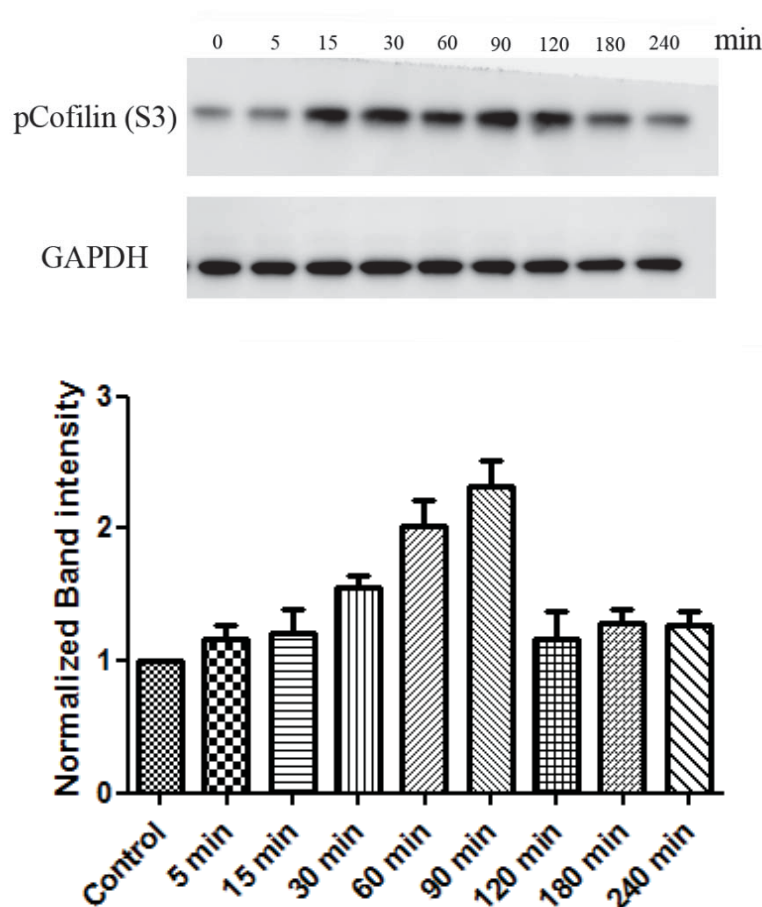 0 5 15 30 60 90 120 180 240 min
pCofilin (S3)
GAPDH
Normalized Band intensity
3
2
1
0
Control 5 min 15 min 30 min 60 min 90 min 120 min 180 min 240 min